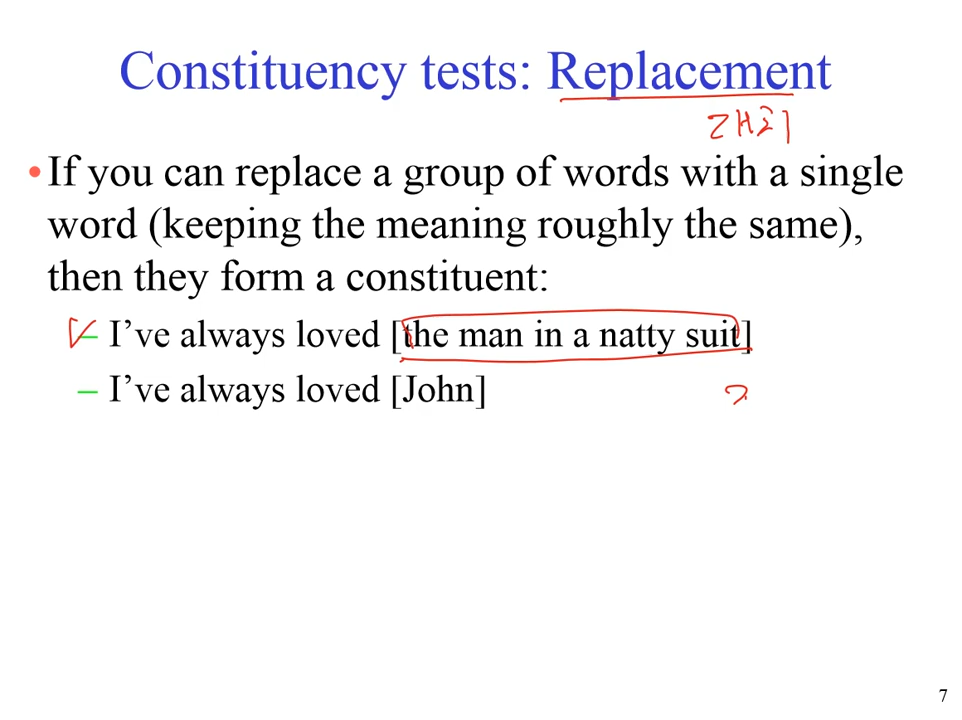 Constituency tests: Replacement
•If you can replace a group of words with a single
word (keeping the meaning roughly the same),
then they form a constituent:
– I’ve always loved [the man in a natty suit]
– I’ve always loved [John]
7